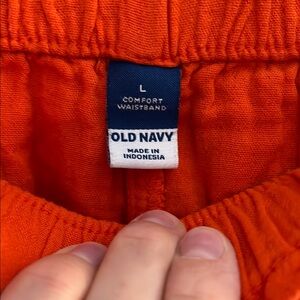 L
COMFORT
WAISTBAND
OLD NAVY
MADE IN
INDONESIA